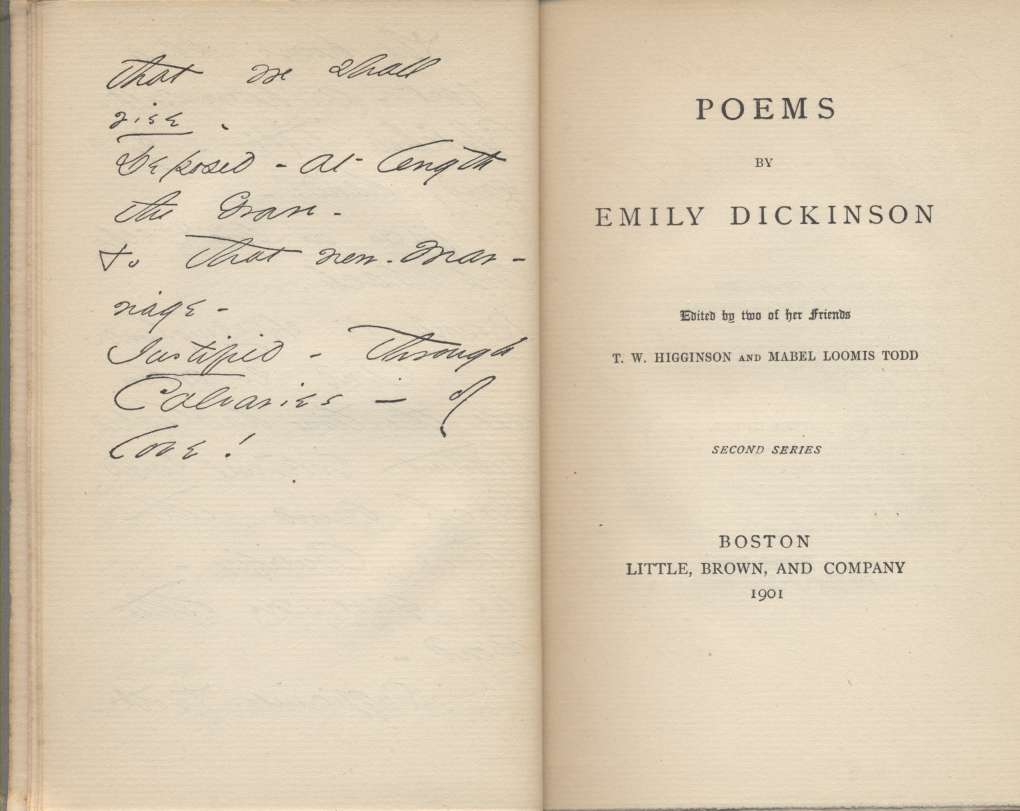 that we shall
rise.
Deposed - at length
the Grave -
To that new - Mar -
riage -
Justified - through
Calvaries - of
Love!
POEMS
BY
EMILY DICKINSON
Edited by two of her Friends
T. W. HIGGINSON AND MABEL LOOMIS TODD
SECOND SERIES
BOSTON
LITTLE, BROWN, AND COMPANY
1901